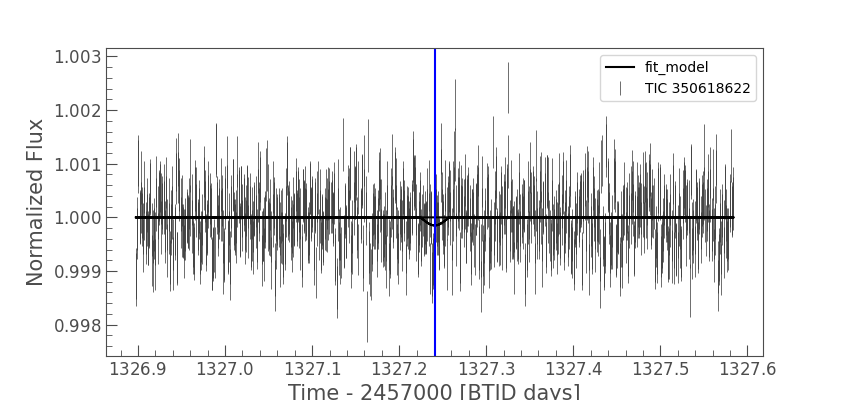 1.003
1.002
1.001
1.000
0.999
0.998
Normalized Flux
fit_model
TIC 350618622
1326.9 1327.0 1327.1 1327.2 1327.3 1327.4 1327.5 1327.6
Time - 2457000 [BTJD days]